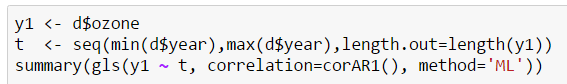 y1 <- d$ozone
t  <- seq(min(d$year),max(d$year),length.out=length(y1))
summary(gls(y1 ~ t, correlation=corAR1(), method='ML'))